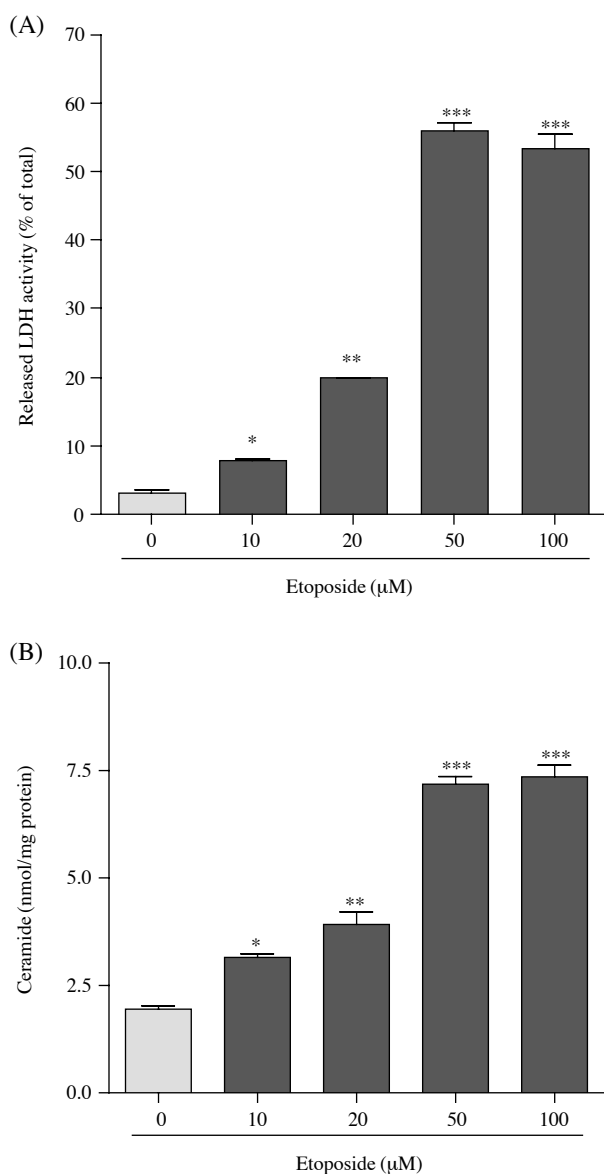 (A)
70
60
50
40
30
20
10
0
Released LDH activity (% of total)
*
**
***
***
0 10 20 50 100
Etoposide (μM)
(B)
10.0
7.5
5.0
2.5
0.0
Ceramide (nmol/mg protein)
*
**
***
***
0 10 20 50 100
Etoposide (μM)